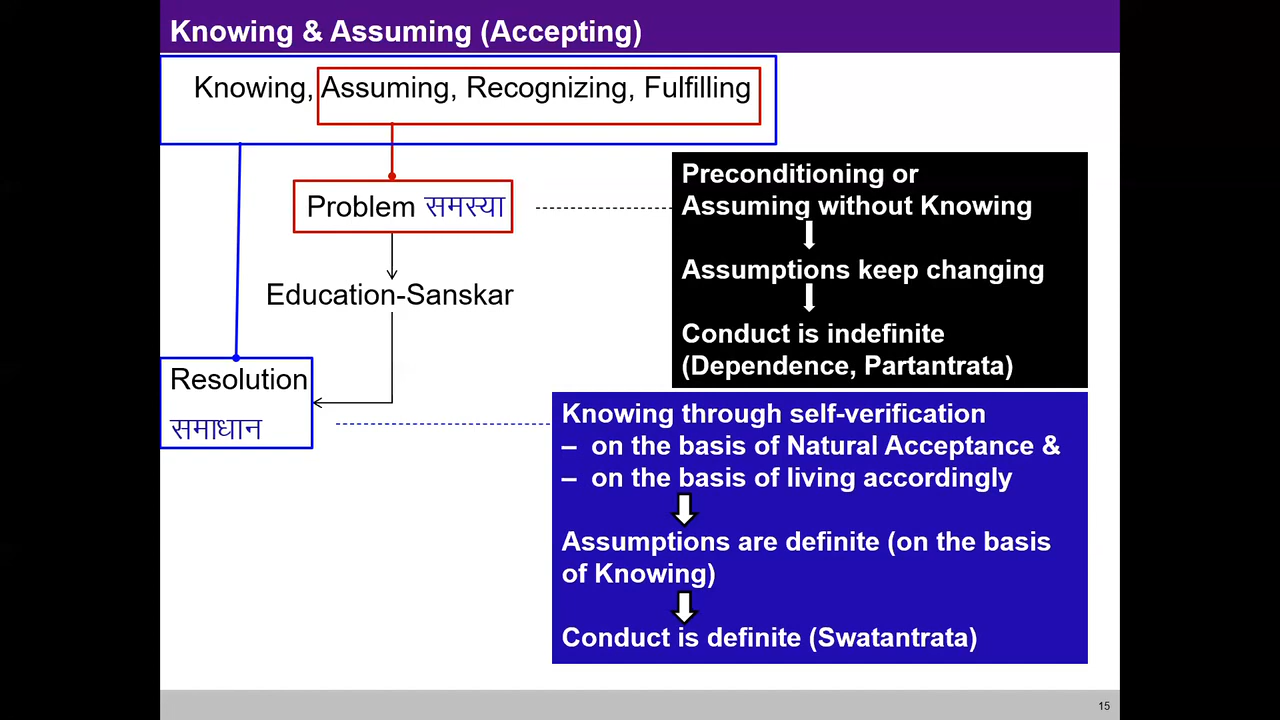 Knowing & Assuming (Accepting)
Knowing, Assuming, Recognizing, Fulfilling
Problem समस्या
Education-Sanskar
Resolution
समाधान
Preconditioning or
Assuming without Knowing
Assumptions keep changing
Conduct is indefinite
(Dependence, Partantrata)
Knowing through self-verification
– on the basis of Natural Acceptance &
– on the basis of living accordingly
Assumptions are definite (on the basis
of Knowing)
Conduct is definite (Swatantrata)
15